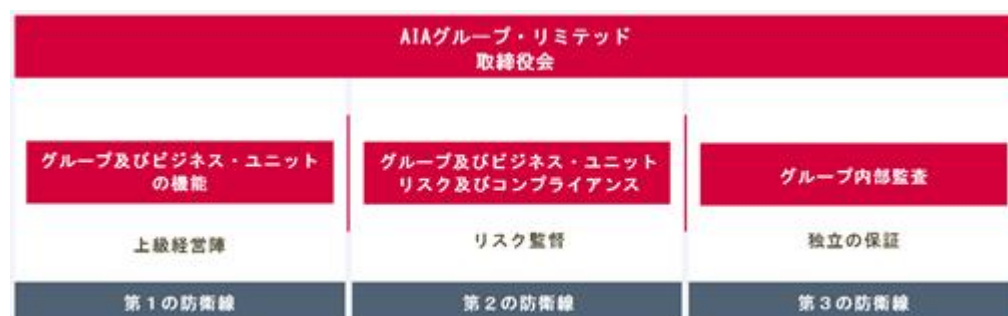 AIAグループ・リミテッド
取締役会
グループ及びビジネス・ユニット
の機能
上級経営陣
第1の防衛線
グループ及びビジネス・ユニット
リスク及びコンプライアンス
リスク監督
第2の防衛線
グループ内部監査
独立の保証
第3の防衛線